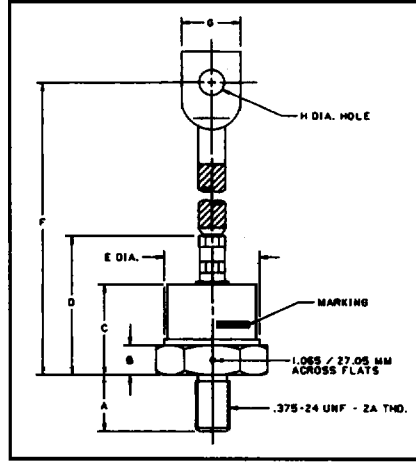 G
H DIA. HOLE
F
E DIA.
D
C
MARKING
B
1.065 / 27.05 MM
ACROSS FLATS
A
.375-24 UNF - 2A THD.